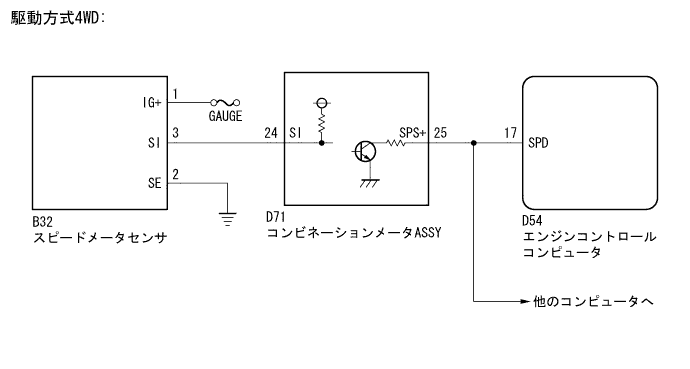 駆動方式4WD:
IG+
1
GAUGE
SI
3
24
SI
SPS+
25
17
SPD
SE
2
B32
スピードメータセンサ
D71
コンビネーションメータASSY
D54
エンジンコントロール
コンピュータ
他のコンピュータへ